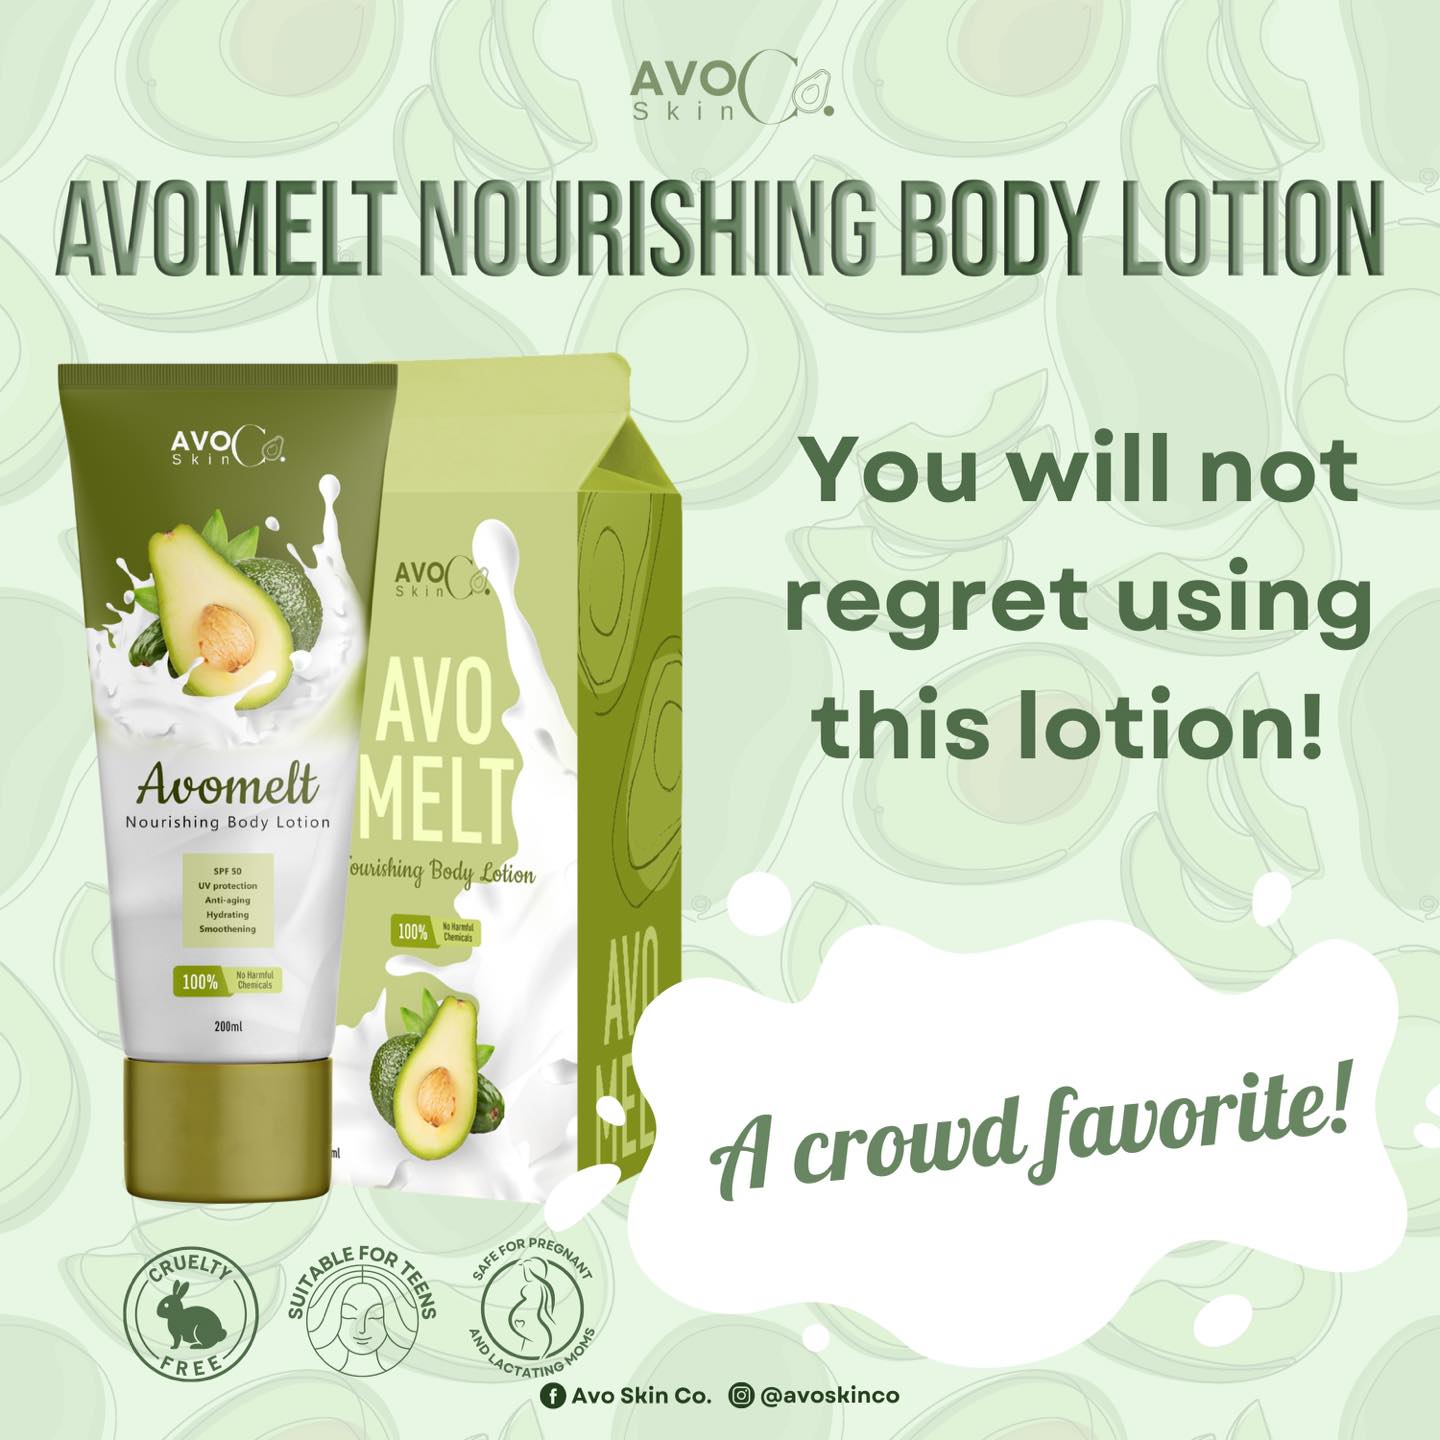 AVO Co.
Skin
AVOMELT NOURISHING BODY LOTION
AVO Co.
Skin
Avomelt
Nourishing Body Lotion
SPF 50
UV protection
Anti-aging
Hydrating
Smoothening
100% No Harmful
Chemicals
200ml
AVO Co.
Skin
AVO
MELT
ourishing Body Lotion
100% No Harmful
Chemicals
ml
AVO
ME
You will not
regret using
this lotion!
A crowd favorite!
CRUELTY
FREE
SUITABLE FOR TEENS
SAFE FOR PREGNANT
AND LACTATING MOMS
Avo Skin Co. @avoskinco